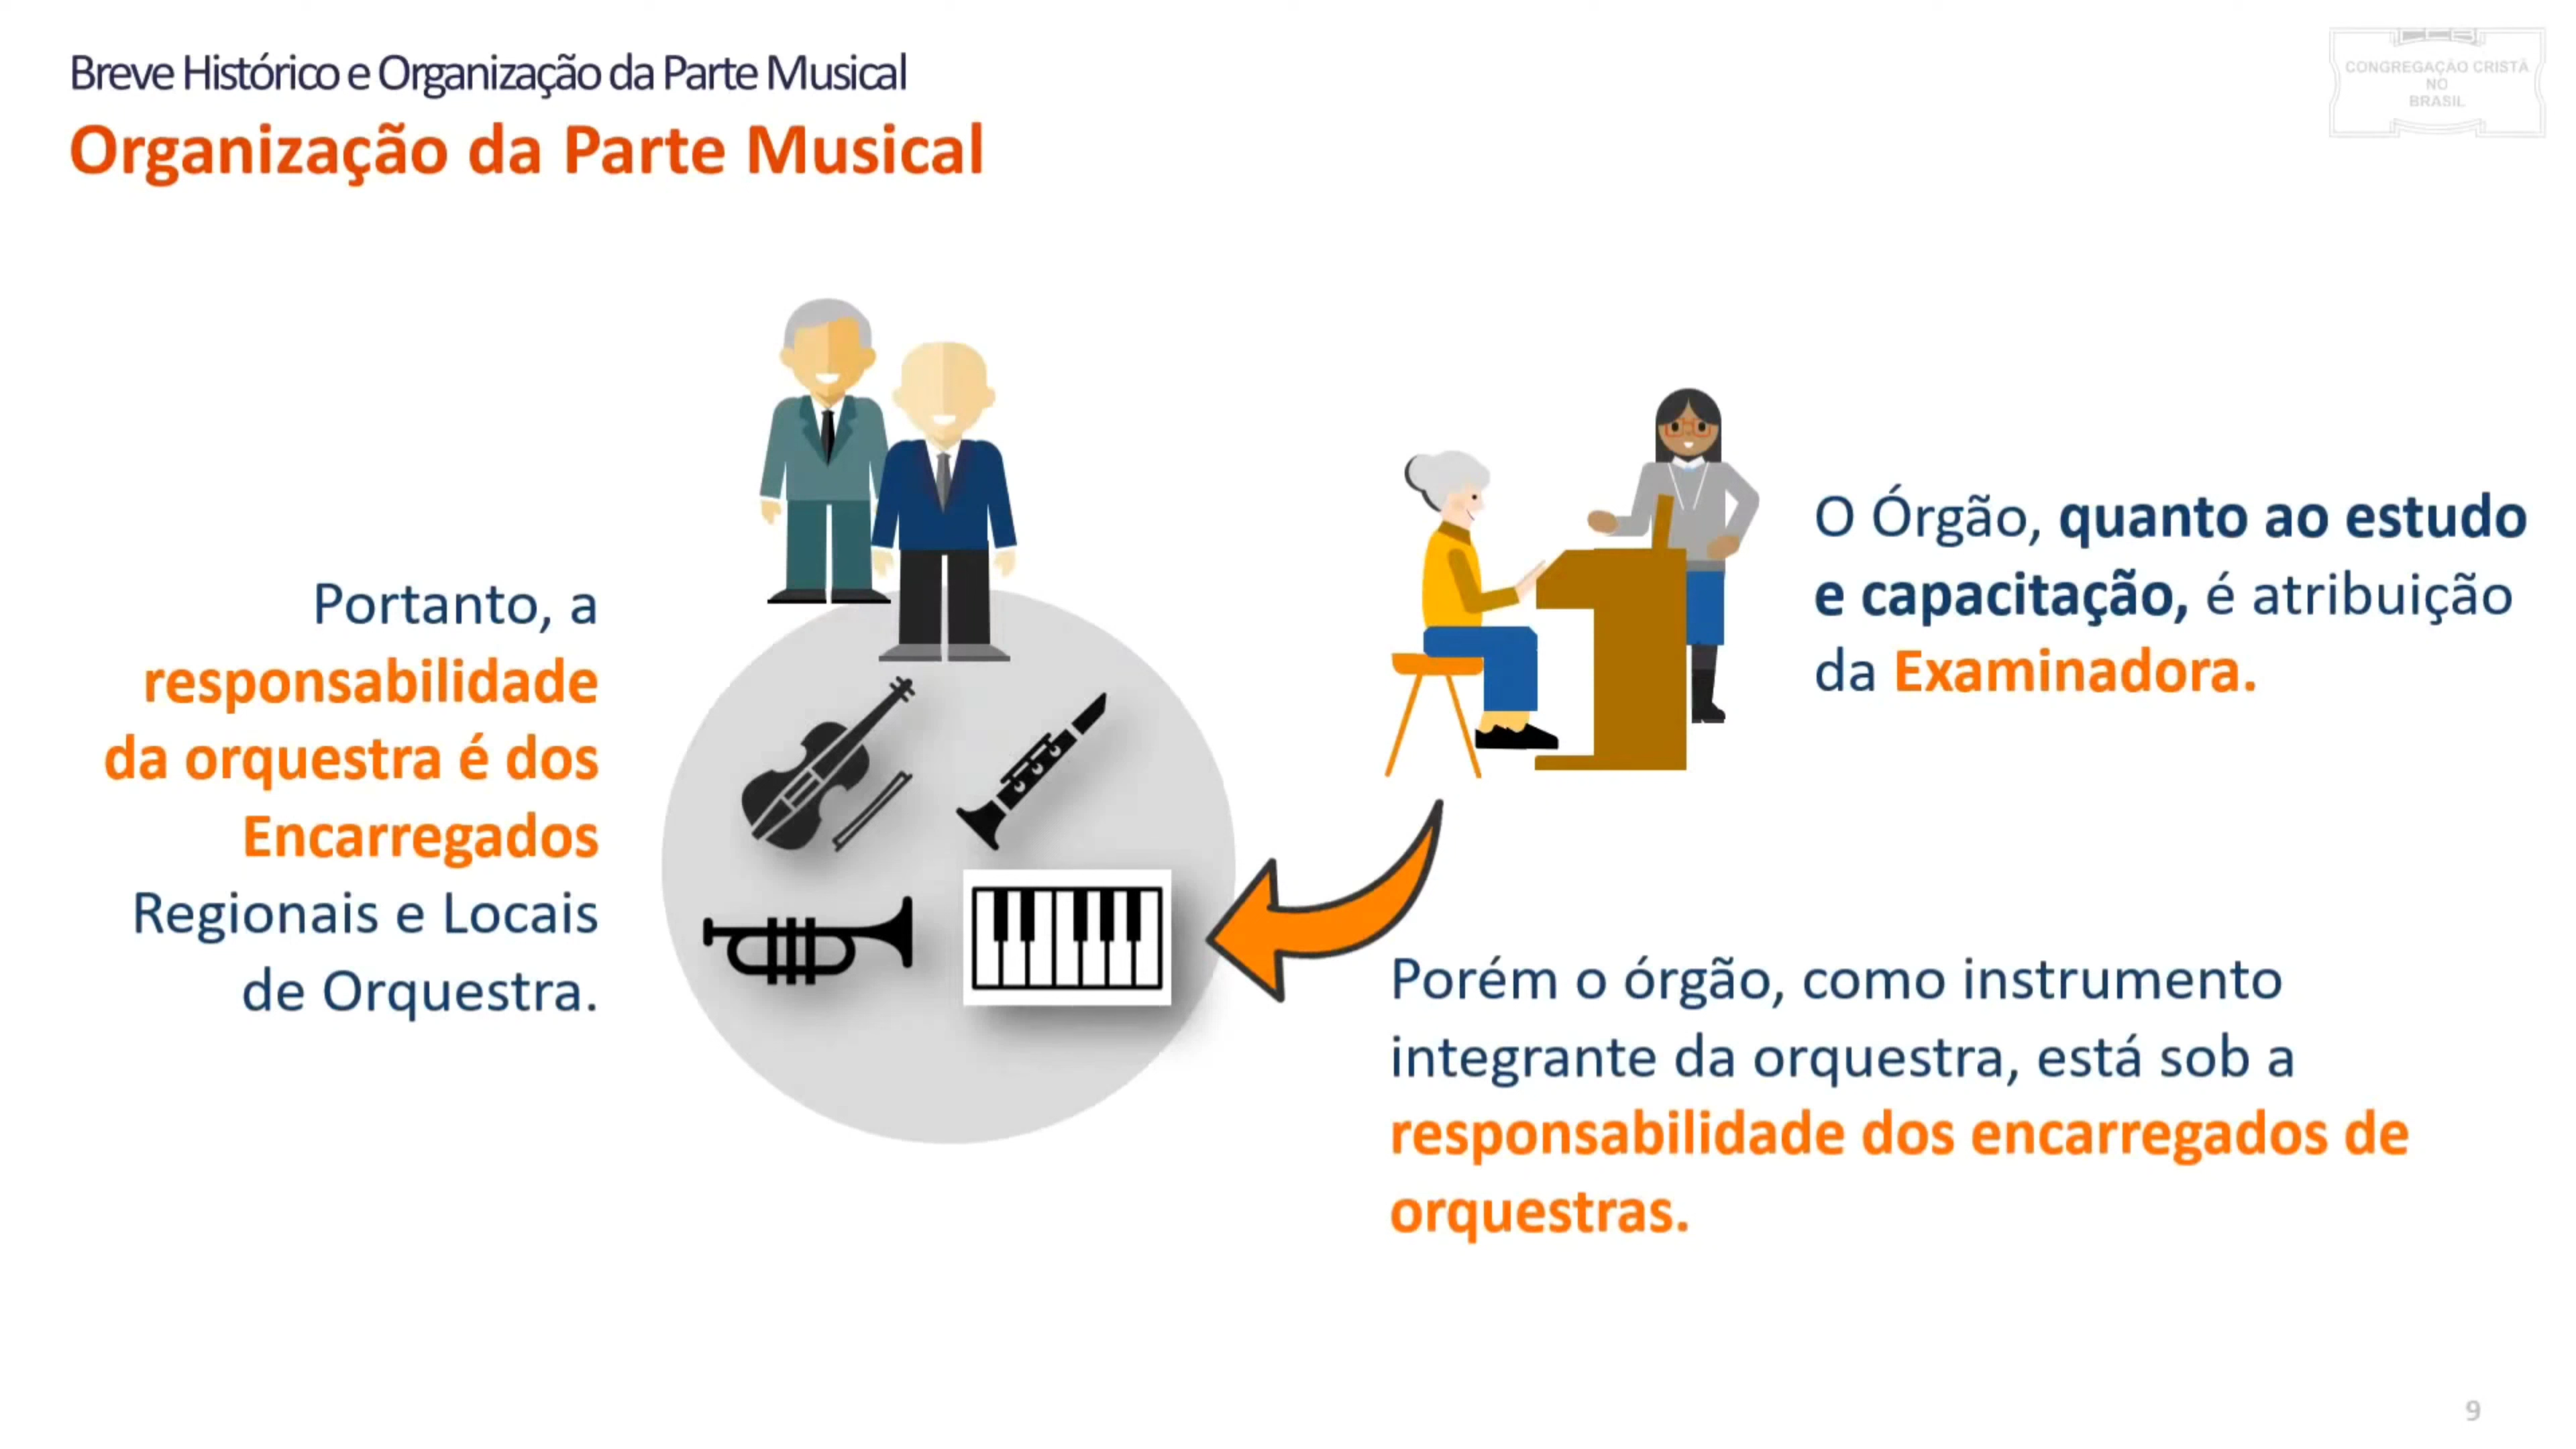 Breve Histórico e Organização da Parte Musical
Organização da Parte Musical
CONGREGAÇÃO CRISTÃ
NO
BRASIL
Portanto, a
responsabilidade
da orquestra é dos
Encarregados
Regionais e Locais
de Orquestra.
O Órgão, quanto ao estudo
e capacitação, é atribuição
da Examinadora.
Porém o órgão, como instrumento
integrante da orquestra, está sob a
responsabilidade dos encarregados de
orquestras.
9